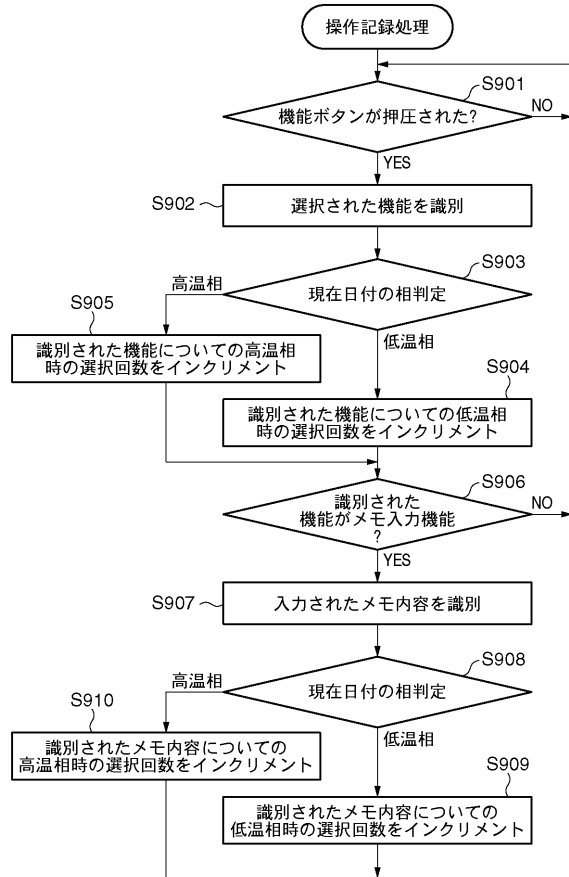 操作記録処理
S901
機能ボタンが押圧された?
NO
YES
S902
選択された機能を識別
S903
高温相
現在日付の相判定
S905
低温相
識別された機能についての高温相
時の選択回数をインクリメント
S904
識別された機能についての低温相
時の選択回数をインクリメント
S906
識別された
機能がメモ入力機能
?
NO
YES
S907
入力されたメモ内容を識別
S908
高温相
現在日付の相判定
S910
低温相
識別されたメモ内容についての
高温相時の選択回数をインクリメント
S909
識別されたメモ内容についての
低温相時の選択回数をインクリメント